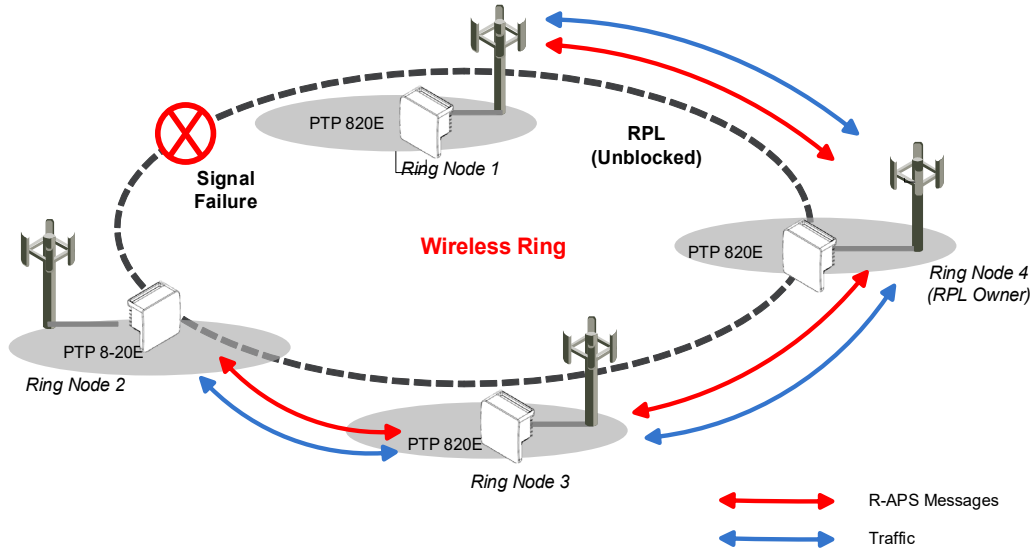 PTP 820E
Ring Node 1
RPL
(Unblocked)
Signal
Failure
Wireless Ring
PTP 820E
Ring Node 4
(RPL Owner)
PTP 8-20E
Ring Node 2
PTP 820E
Ring Node 3
R-APS Messages
Traffic